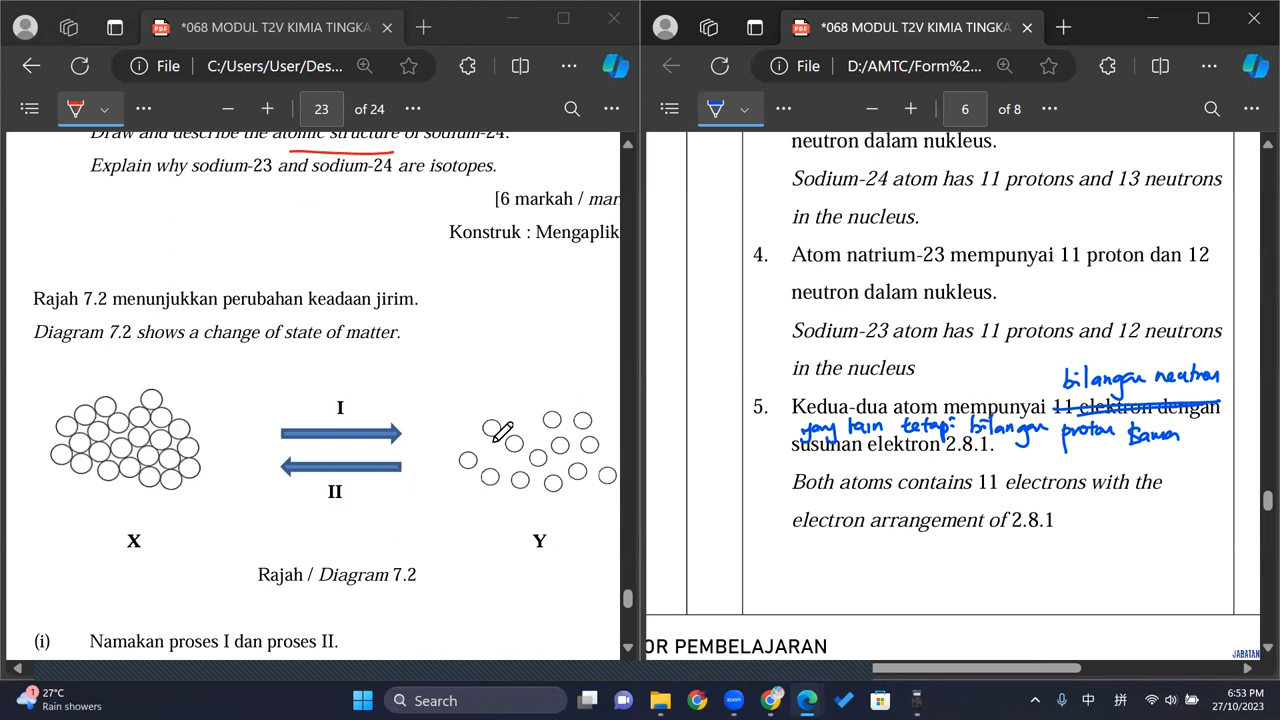 *068 MODUL T2V KIMIA TINGKA
File
C:/Users/User/Des...
23
of 24
Draw and describe the atomic structure of sodium-24.
Explain why sodium-23 and sodium-24 are isotopes.
[6 markah / mar
Konstruk : Mengaplik
Rajah 7.2 menunjukkan perubahan keadaan jirim.
Diagram 7.2 shows a change of state of matter.
I
II
X
Y
Rajah / Diagram 7.2
(i) Namakan proses I dan proses II.
*068 MODUL T2V KIMIA TINGKA
File
D:/AMTC/Form%2...
6
of 8
neutron dalam nukleus.
Sodium-24 atom has 11 protons and 13 neutrons
in the nucleus.
4. Atom natrium-23 mempunyai 11 proton dan 12
neutron dalam nukleus.
Sodium-23 atom has 11 protons and 12 neutrons
in the nucleus
bilangan neutron
5. Kedua-dua atom mempunyai 11 elektron dengan
yang lain tetapi bilangan proton sama
susunan elektron 2.8.1.
Both atoms contains 11 electrons with the
electron arrangement of 2.8.1
OR PEMBELAJARAN
JABATAN
1
27°C
Rain showers
Search
zoom
中
拼
6:53 PM
27/10/2023